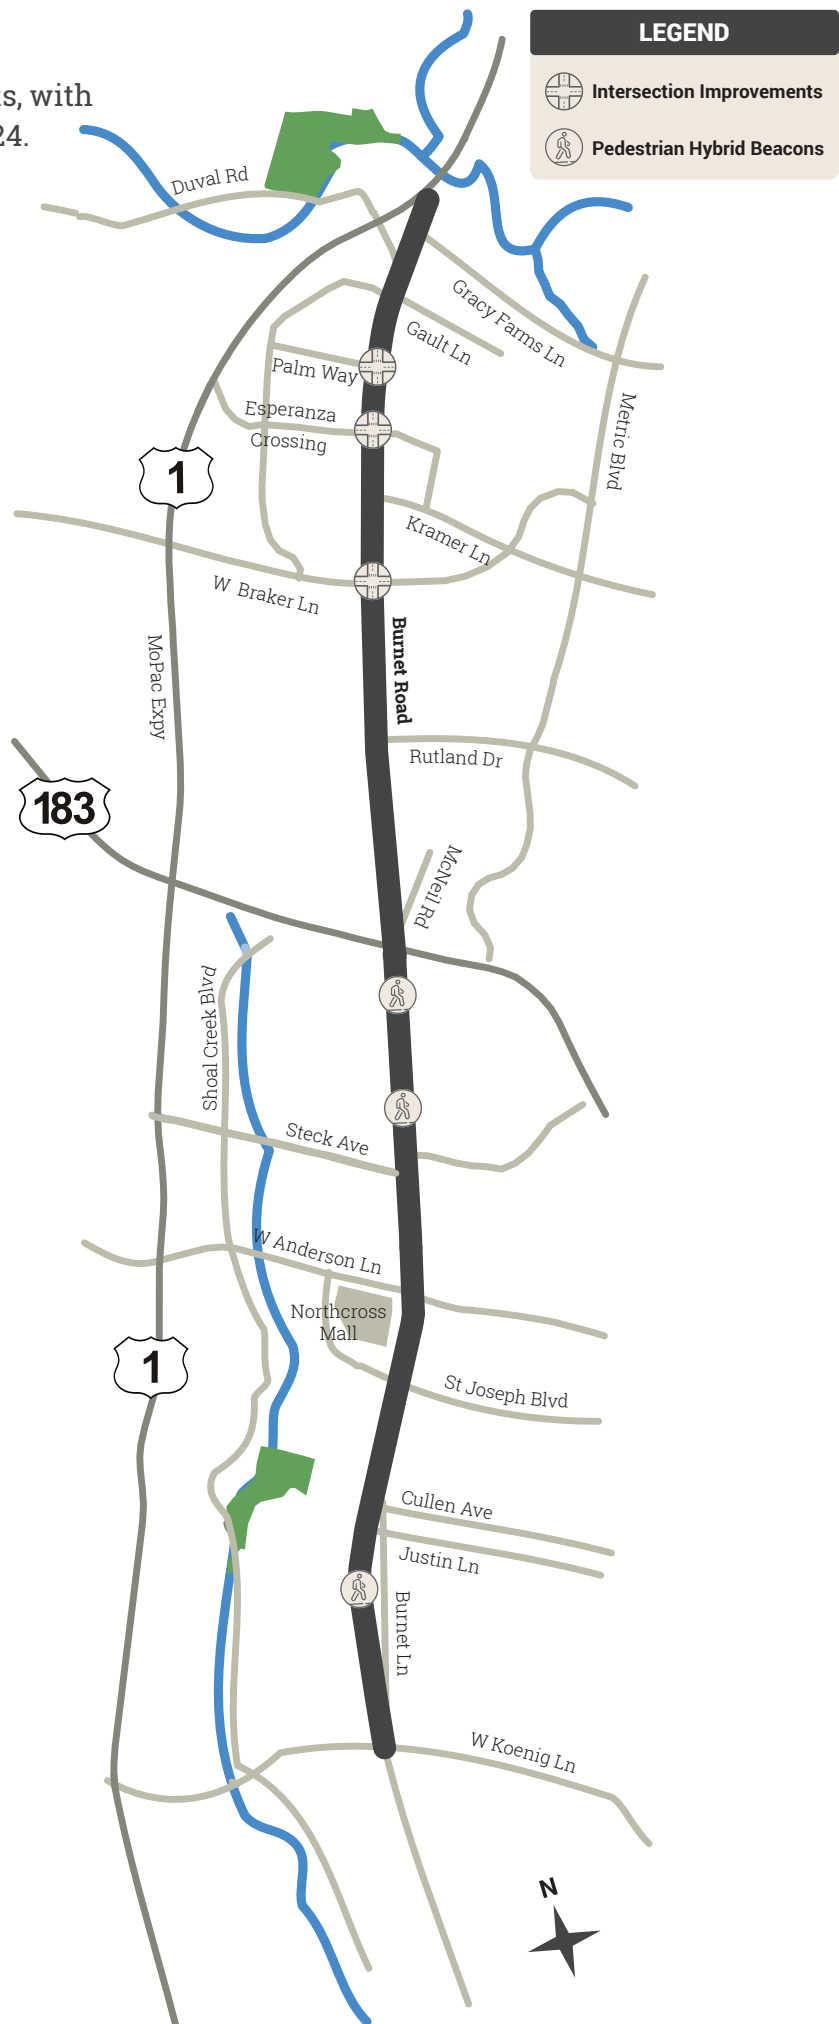 LEGEND
Intersection Improvements
Pedestrian Hybrid Beacons
s, with
24.
Duval Rd
Gracy Farms Ln
Gault Ln
Palm Way
Esperanza
Crossing
Metric Blvd
1
Kramer Ln
W Braker Ln
Burnet Road
MoPac Expy
Rutland Dr
183
McNeil Rd
Shoal Creek Blvd
Steck Ave
W Anderson Ln
Northcross
Mall
1
St Joseph Blvd
Cullen Ave
Justin Ln
Burnet Ln
W Koenig Ln
N